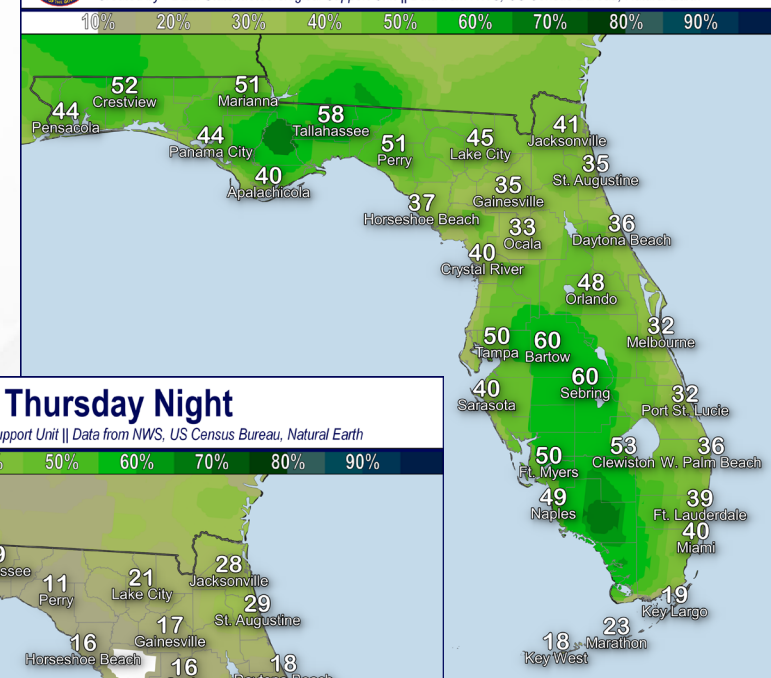 10% 20% 30% 40% 50% 60% 70% 80% 90%
52
Crestview
51
Marianna
44
Pensacola
58
Tallahassee
44
Panama City
51
Perry
45
Lake City
41
Jacksonville
40
Apalachicola
35
St. Augustine
35
Gainesville
37
Horseshoe Beach
33
Ocala
36
Daytona Beach
40
Crystal River
48
Orlando
32
Melbourne
50
Tampa
60
Bartow
60
Sebring
40
Sarasota
32
Port St. Lucie
53
Clewiston
36
W. Palm Beach
50
Ft. Myers
49
Naples
39
Ft. Lauderdale
40
Miami
19
Key Largo
23
Marathon
18
Key West
Thursday Night
upport Unit || Data from NWS, US Census Bureau, Natural Earth
% 50% 60% 70% 80% 90%
9
ssee
11
Perry
21
Lake City
28
Jacksonville
29
St. Augustine
17
Gainesville
16
Horseshoe Beach
16
18
Daytona Beach